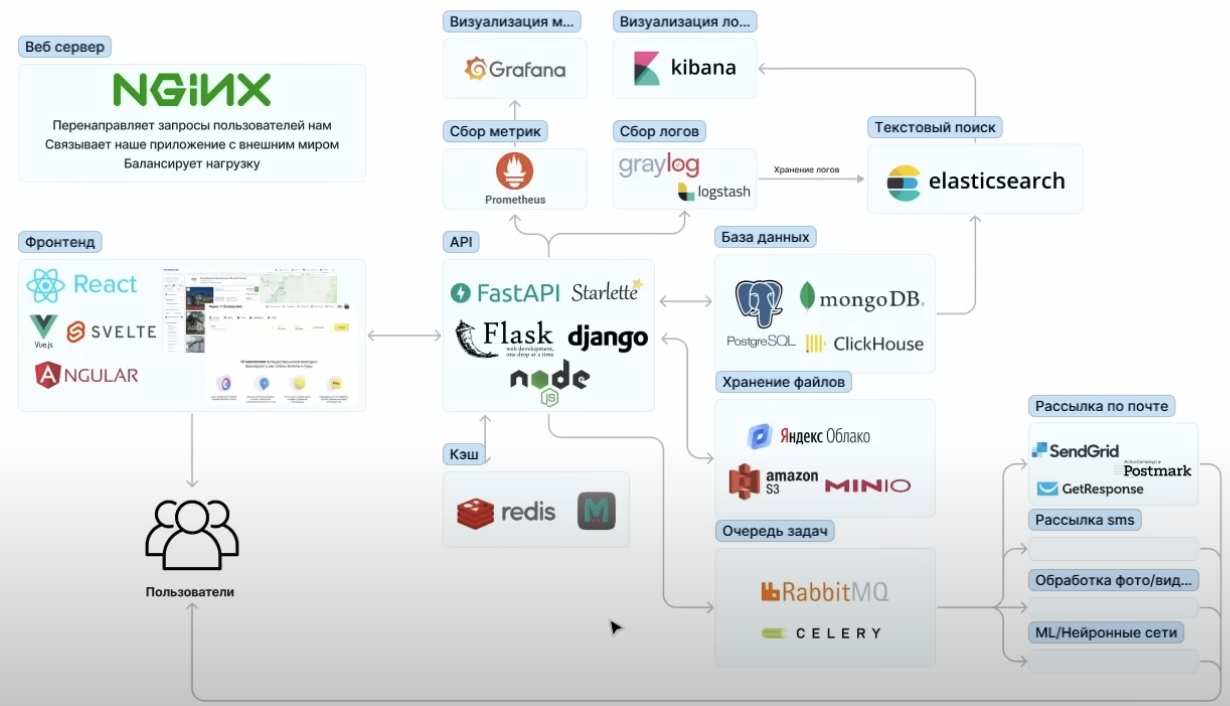 Веб сервер
NGINX
Перенаправляет запросы пользователей нам
Связывает наше приложение с внешним миром
Балансирует нагрузку
Визуализация м...
Grafana
Визуализация ло...
kibana
Сбор метрик
Prometheus
Сбор логов
graylog
logstash
Хранение логов
Текстовый поиск
elasticsearch
Фронтенд
React
Vue.js
SVELTE
ANGULAR
API
FastAPI
Starlette
Flask
web development,
one drop at a time
django
node
JS
База данных
PostgreSQL
mongoDB
ClickHouse
Хранение файлов
Яндекс Облако
amazon
S3
MINIO
Кэш
redis
M
Очередь задач
RabbitMQ
CELERY
Рассылка по почте
SendGrid
Postmark
GetResponse
Рассылка sms
Обработка фото/вид...
ML/Нейронные сети
Пользователи